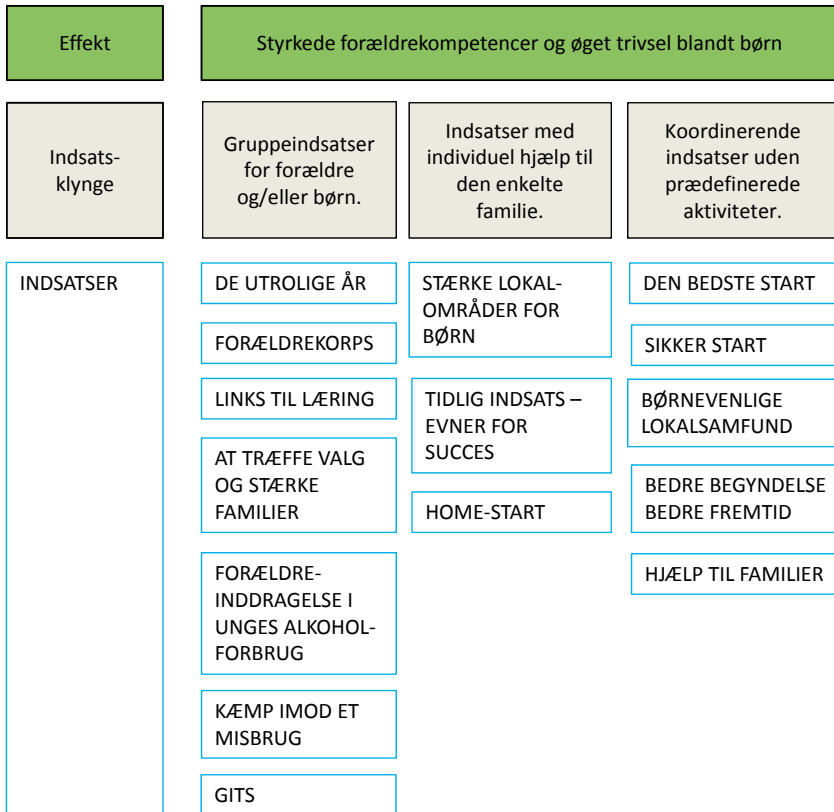 Effekt
Styrkede forældrekompetencer og øget trivsel blandt børn
Indsats-
klynge
Gruppeindsatser
for forældre
og/eller børn.
Indsatser med
individuel hjælp til
den enkelte
familie.
Koordinerende
indsatser uden
prædefinerede
aktiviteter.
INDSATSER
DE UTROLIGE ÅR
FORÆLDREKORPS
LINKS TIL LÆRING
AT TRÆFFE VALG
OG STÆRKE
FAMILIER
FORÆLDRE-
INDDRAGELSE I
UNGES ALKOHOL-
FORBRUG
KÆMP IMOD ET
MISBRUG
GITS
STÆRKE LOKAL-
OMRÅDER FOR
BØRN
TIDLIG INDSATS –
EVNER FOR
SUCCES
HOME-START
DEN BEDSTE START
SIKKER START
BØRNEVENLIGE
LOKALSAMFUND
BEDRE BEGYNDELSE
BEDRE FREMTID
HJÆLP TIL FAMILIER